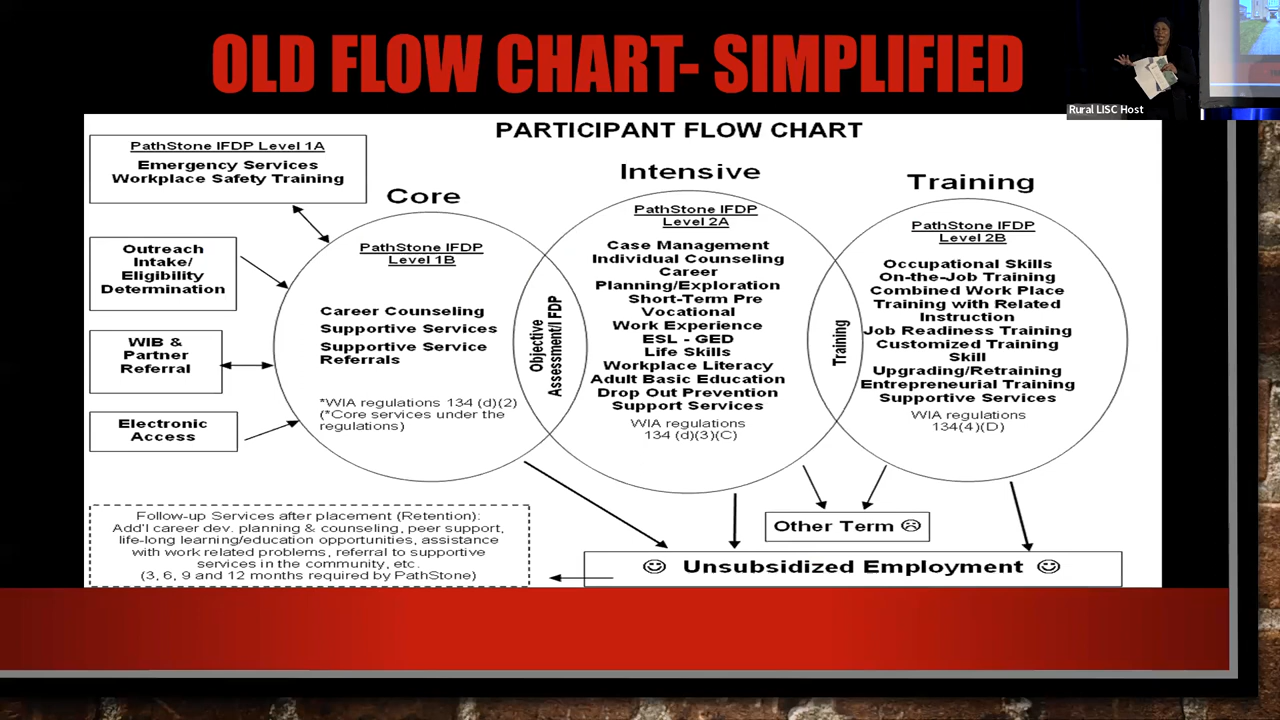 OLD FLOW CHART- SIMPLIFIED
Rural LISC Host
PARTICIPANT FLOW CHART
PathStone IFDP Level 1A
Emergency Services
Workplace Safety Training
Outreach
Intake/
Eligibility
Determination
WIB &
Partner
Referral
Electronic
Access
Core
PathStone IFDP
Level 1B
Career Counseling
Supportive Services
Supportive Service
Referrals
*WIA regulations 134 (d)(2)
(*Core services under the
regulations)
Objective
Assessment/I FDP
Intensive
PathStone IFDP
Level 2A
Case Management
Individual Counseling
Career
Planning/Exploration
Short-Term Pre
Vocational
Work Experience
ESL - GED
Life Skills
Workplace Literacy
Adult Basic Education
Drop Out Prevention
Support Services
WIA regulations
134 (d)(3)(C)
Training
Training
PathStone IFDP
Level 2B
Occupational Skills
On-the-Job Training
Combined Work Place
Training with Related
Instruction
Job Readiness Training
Customized Training
Skill
Upgrading/Retraining
Entrepreneurial Training
Supportive Services
WIA regulations
134(4)(D)
Other Term ☹
☺ Unsubsidized Employment ☺
Follow-up Services after placement (Retention):
Add'l career dev. planning & counseling, peer support,
life-long learning/education opportunities, assistance
with work related problems, referral to supportive
services in the community, etc.
(3, 6, 9 and 12 months required by PathStone)